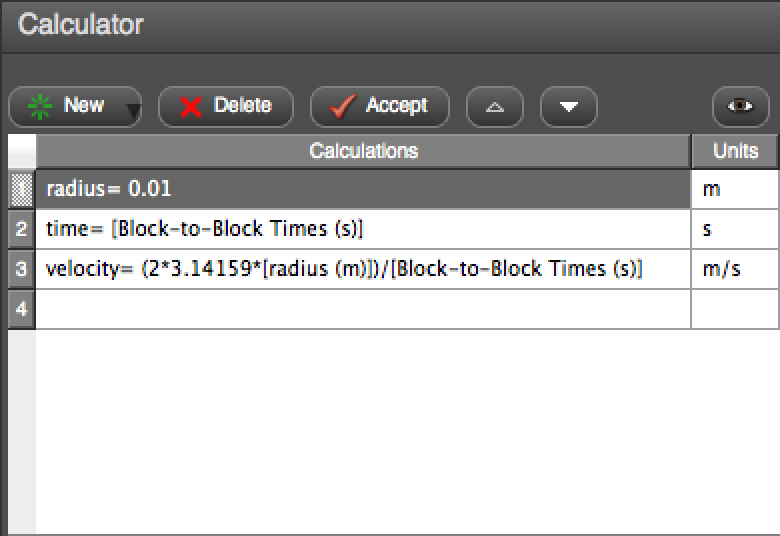 Calculator
New Delete Accept
Calculations Units
1 radius= 0.01 m
2 time= [Block-to-Block Times (s)] s
3 velocity= (2*3.14159*[radius (m)])/[Block-to-Block Times (s)] m/s
4